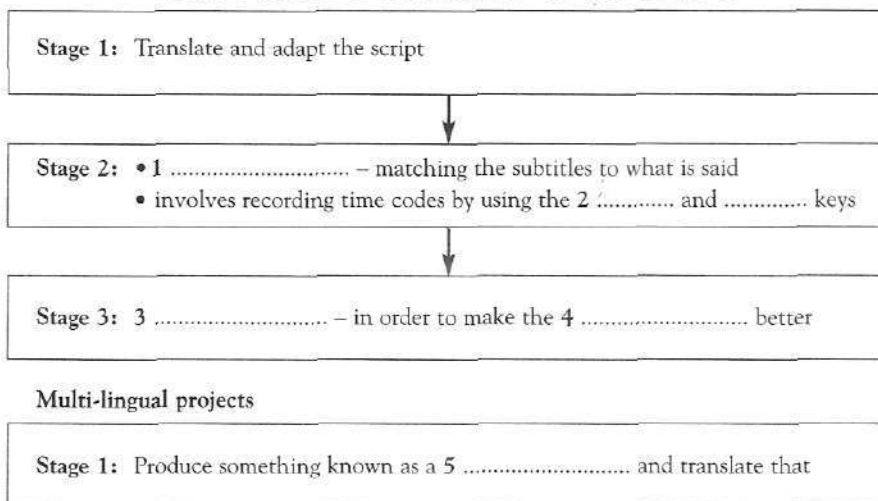 Stage 1: Translate and adapt the script
Stage 2: • 1 .............................. – matching the subtitles to what is said
• involves recording time codes by using the 2 ............. and ............. keys
Stage 3: 3 ............................. – in order to make the 4 ............................ better
Multi-lingual projects
Stage 1: Produce something known as a 5 ............................ and translate that